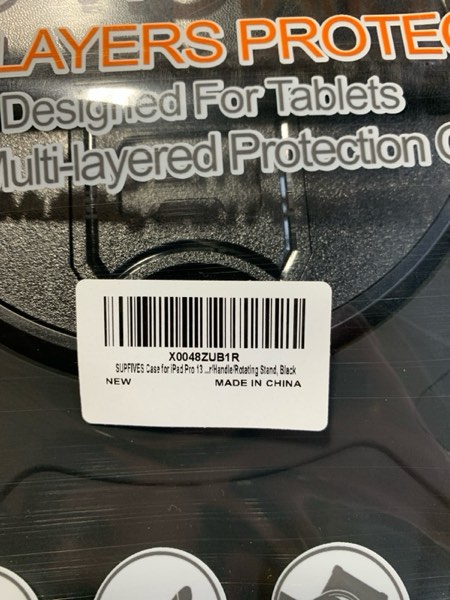 LAYERS PROTEC
Designed For Tablets
Multi-layered Protection C
X0048ZUB1R
SUPFIVES Case for iPad Pro 13 ...r/Handle/Rotating Stand, Black
NEW MADE IN CHINA